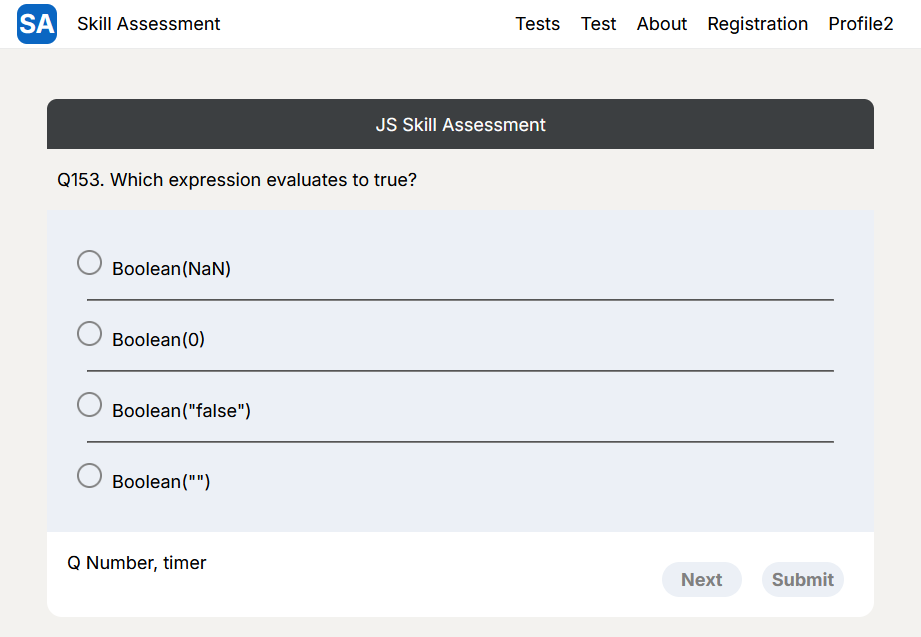 SA Skill Assessment Tests Test About Registration Profile2
JS Skill Assessment
Q153. Which expression evaluates to true?
Boolean(NaN)
Boolean(0)
Boolean("false")
Boolean("")
Q Number, timer
Next Submit